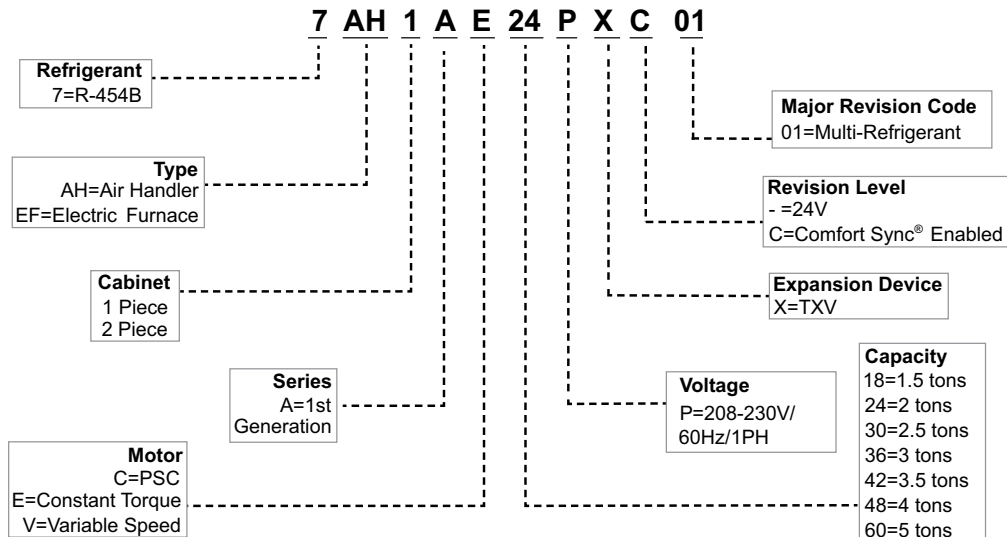 7 AH 1 A E 24 P X C 01
Refrigerant
7=R-454B
Type
AH=Air Handler
EF=Electric Furnace
Cabinet
1 Piece
2 Piece
Series
A=1st
Generation
Motor
C=PSC
E=Constant Torque
V=Variable Speed
Major Revision Code
01=Multi-Refrigerant
Revision Level
- =24V
C=Comfort Sync® Enabled
Expansion Device
X=TXV
Voltage
P=208-230V/
60Hz/1PH
Capacity
18=1.5 tons
24=2 tons
30=2.5 tons
36=3 tons
42=3.5 tons
48=4 tons
60=5 tons